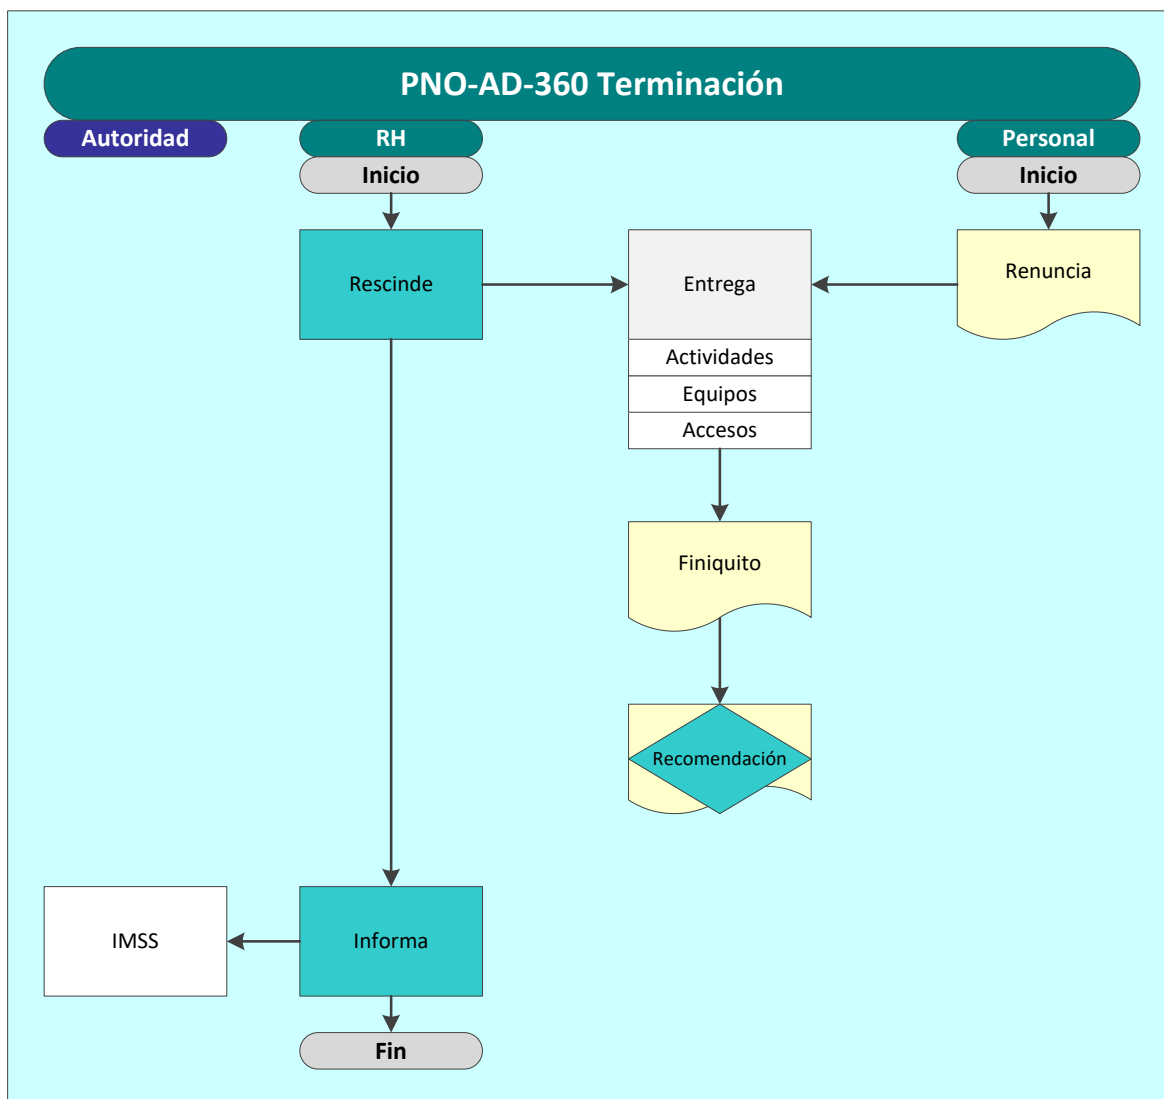 PNO-AD-360 Terminación
Autoridad
RH
Personal
Inicio
Inicio
Rescinde
Entrega
Renuncia
Actividades
Equipos
Accesos
Finiquito
Recomendación
IMSS
Informa
Fin